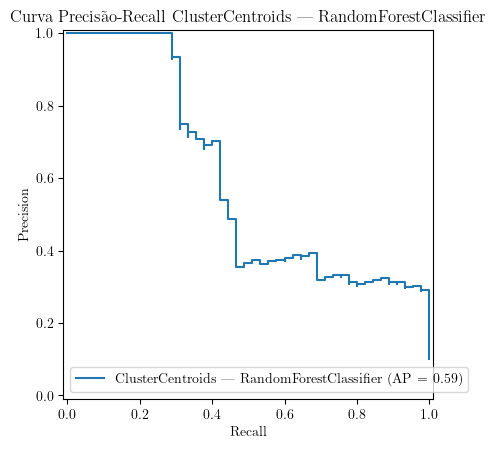 Curva Precisão-Recall ClusterCentroids — RandomForestClassifier
1.0
0.8
0.6
0.4
0.2
0.0
Precision
ClusterCentroids — RandomForestClassifier (AP = 0.59)
0.0 0.2 0.4 0.6 0.8 1.0
Recall